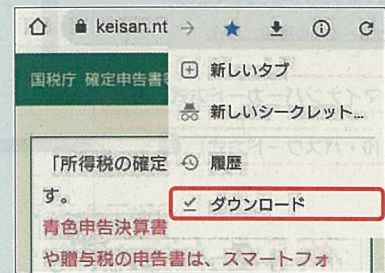 keisan.nt
国税庁 確定申告書
新しいタブ
新しいシークレット...
履歴
ダウンロード
「所得税の確定
す。
青色申告決算書
や贈与税の申告書は、スマートフォ